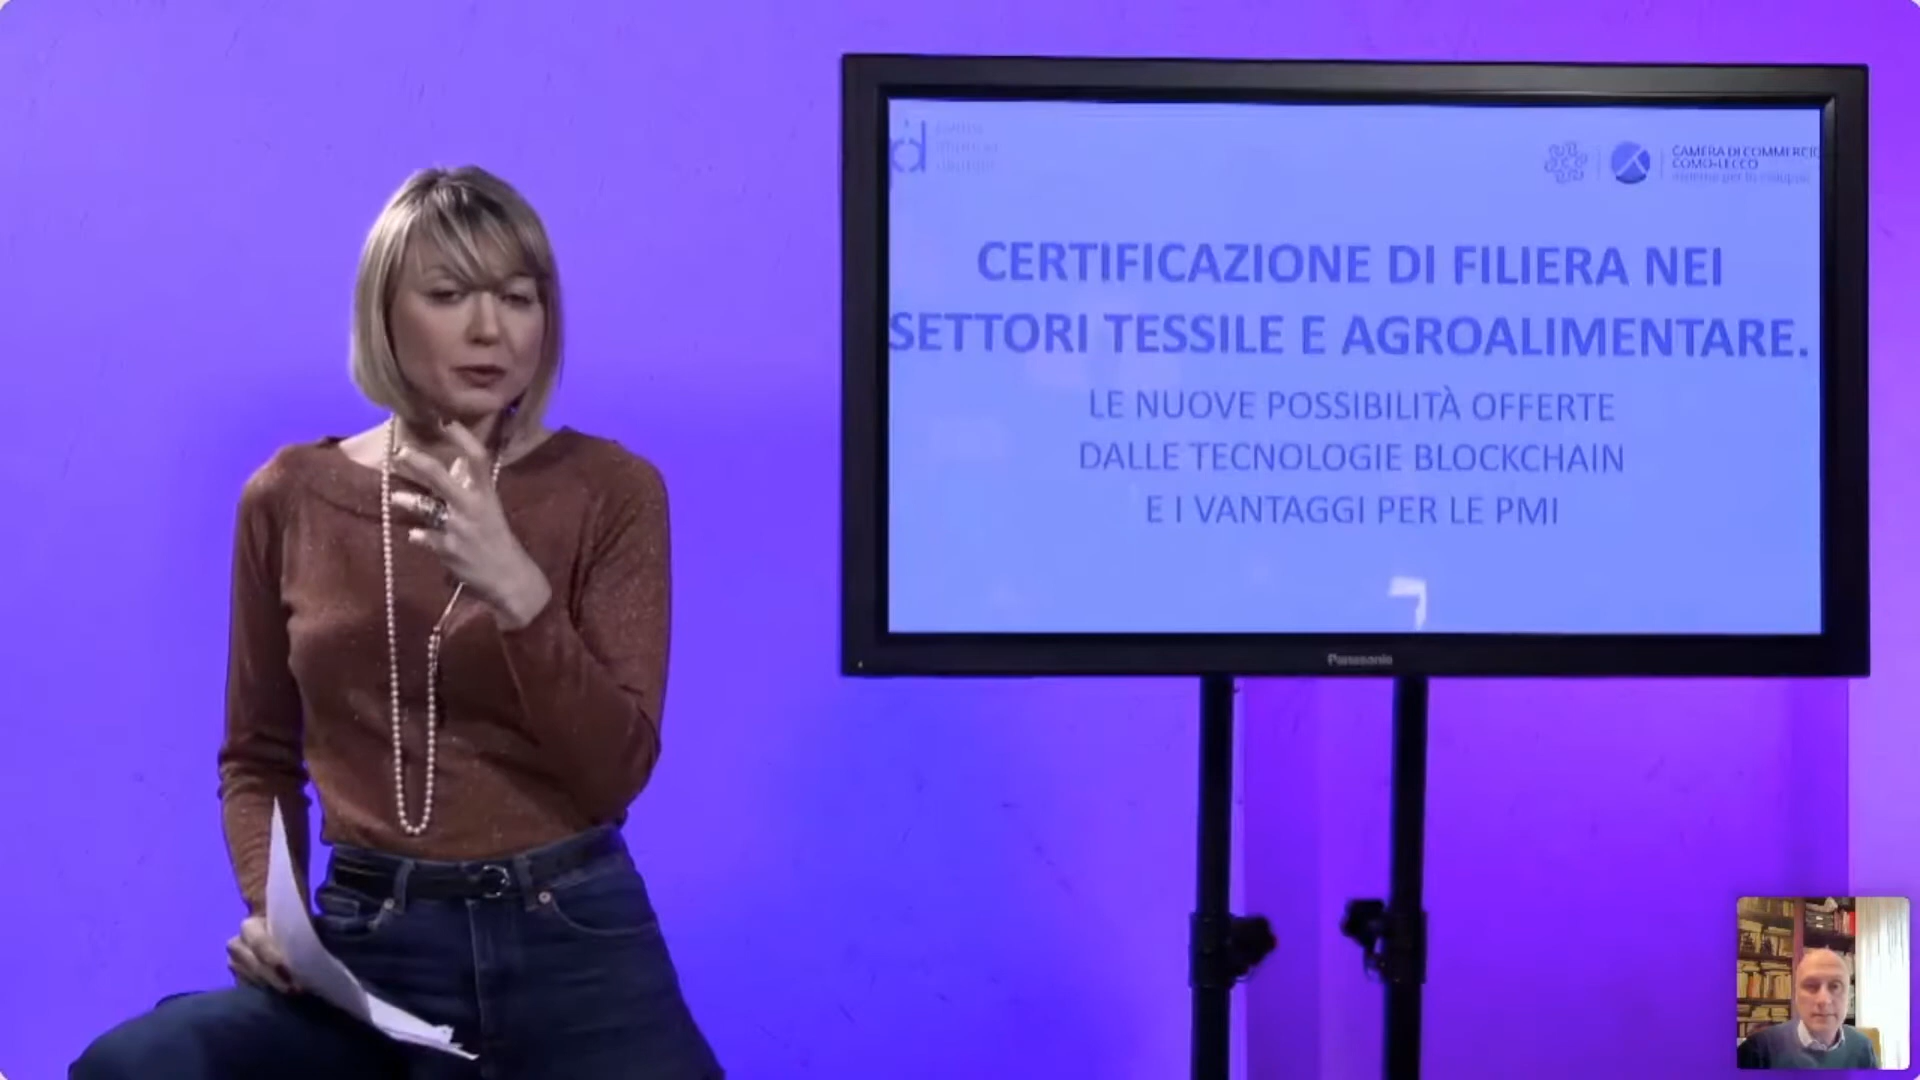 CAMERA DI COMMERCIO
COMO-LECCO
CERTIFICAZIONE DI FILIERA NEI
SETTORI TESSILE E AGROALIMENTARE.
LE NUOVE POSSIBILITÀ OFFERTE
DALLE TECNOLOGIE BLOCKCHAIN
E I VANTAGGI PER LE PMI
Panasonic